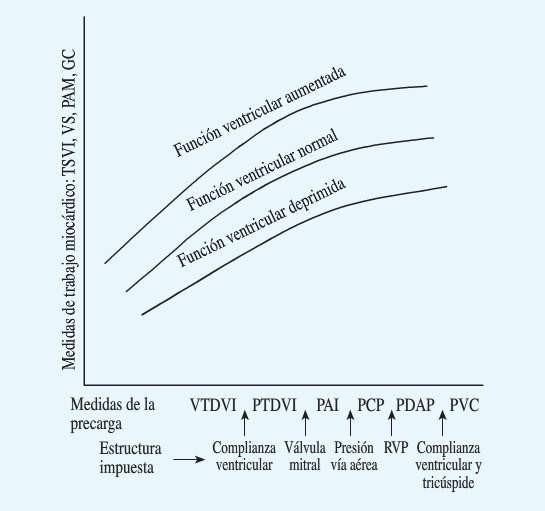 Medidas de trabajo miocárdico: TSVI, VS, PAM, GC
Función ventricular aumentada
Función ventricular normal
Función ventricular deprimida
Medidas de la
precarga
VTDVI PTDVI PAI PCP PDAP PVC
Estructura
impuesta
Complianza
ventricular
Válvula
mitral
Presión
vía aérea
RVP
Complianza
ventricular y
tricúspide